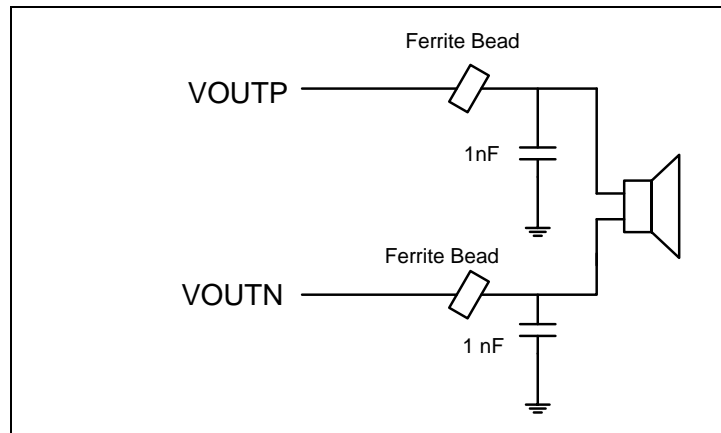 Ferrite Bead
VOUTP
1nF
Ferrite Bead
VOUTN
1 nF